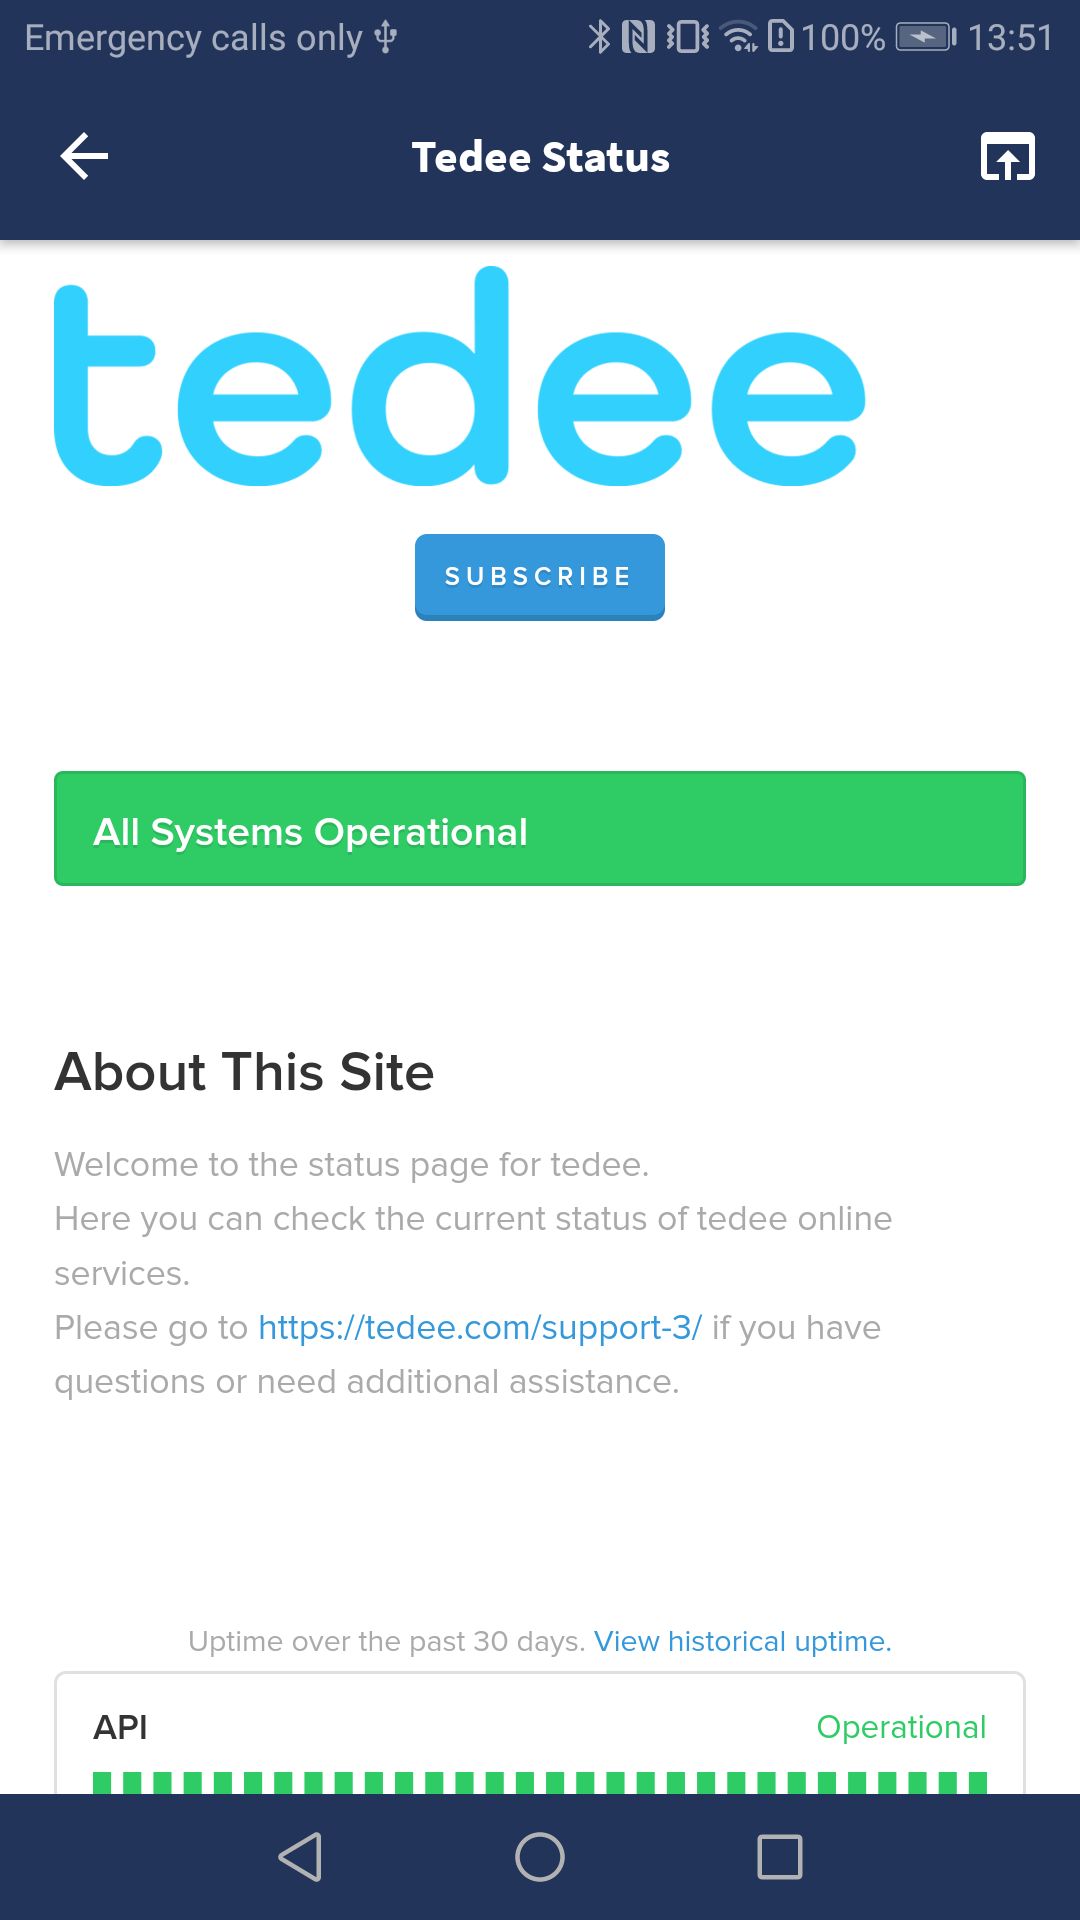 Emergency calls only
100% 13:51
Tedee Status
tedee
SUBSCRIBE
All Systems Operational
About This Site
Welcome to the status page for tedee.
Here you can check the current status of tedee online
services.
Please go to https://tedee.com/support-3/ if you have
questions or need additional assistance.
Uptime over the past 30 days. View historical uptime.
API Operational